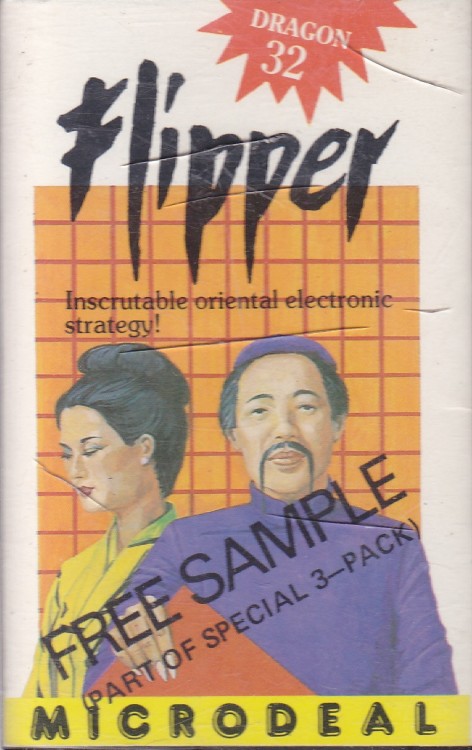 DRAGON
32
Flipper
Inscrutable oriental electronic
strategy!
FREE SAMPLE
(PART OF SPECIAL 3-PACK)
MICRODEAL